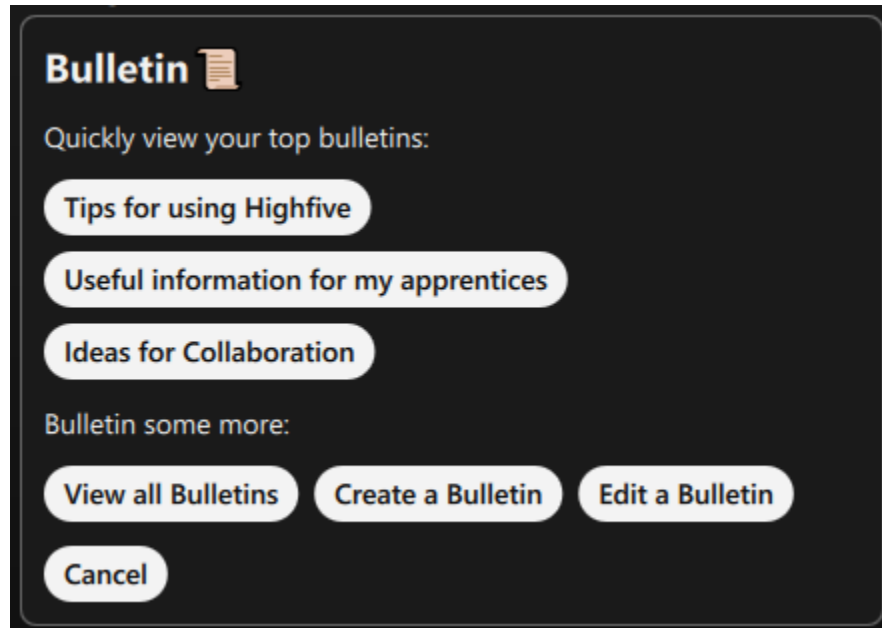 Bulletin📜
Quickly view your top bulletins:
Tips for using Highfive
Useful information for my apprentices
Ideas for Collaboration
Bulletin some more:
View all Bulletins Create a Bulletin Edit a Bulletin
Cancel